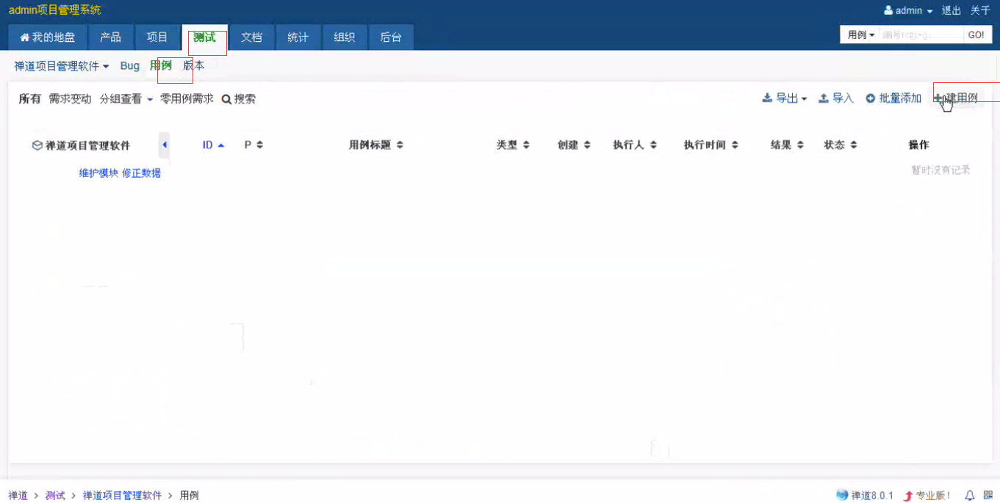 admin项目管理系统 admin 退出 关于
我的地盘 产品 项目 测试 文档 统计 组织 后台 用例 GO!
禅道项目管理软件 Bug 用例 版本
所有 需求变动 分组查看 零用例需求 搜索 导出 导入 批量添加 建用例
禅道项目管理软件 ID P 用例标题 类型 创建 执行人 执行时间 结果 状态 操作
维护模块 修正数据 暂时没有记录
禅道 > 测试 > 禅道项目管理软件 > 用例 禅道8.0.1 专业版!